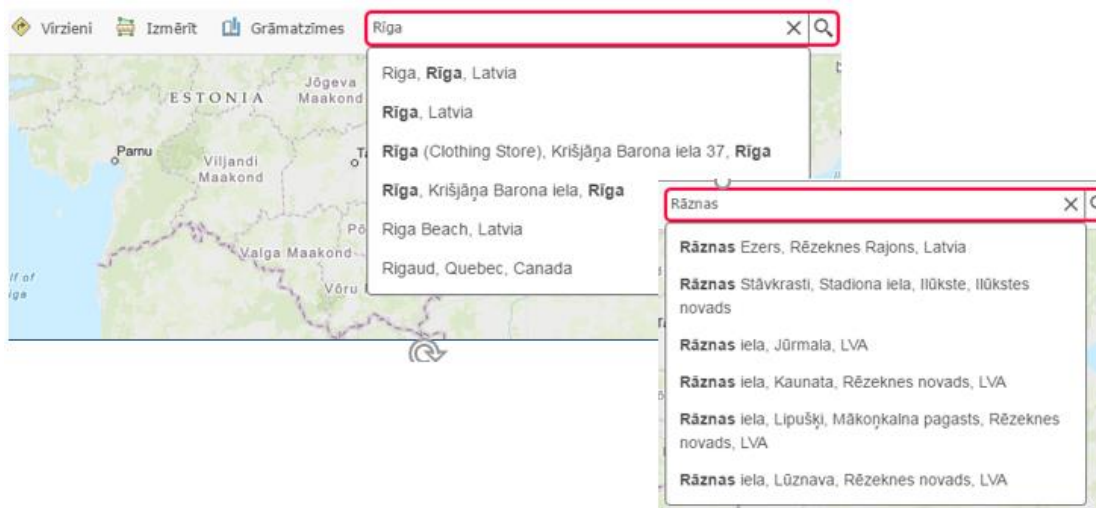 Virzieni Izmērīt Grāmatzīmes Rīga
Riga, Rīga, Latvia
Rīga, Latvia
Rīga (Clothing Store), Krišjāņa Barona iela 37, Rīga
Rīga, Krišjāņa Barona iela, Rīga
Riga Beach, Latvia
Rigaud, Quebec, Canada
Jõgeva
Maakond
ESTONIA
Parnu
Viljandi
Maakond
Valga Maakond
Võru
Rāznas
Rāznas Ezers, Rēzeknes Rajons, Latvia
Rāznas Stāvkrasti, Stadiona iela, Ilūkste, Ilūkstes
novads
Rāznas iela, Jūrmala, LVA
Rāznas iela, Kaunata, Rēzeknes novads, LVA
Rāznas iela, Lipuški, Mākoņkalna pagasts, Rēzeknes
novads, LVA
Rāznas iela, Lūznava, Rēzeknes novads, LVA